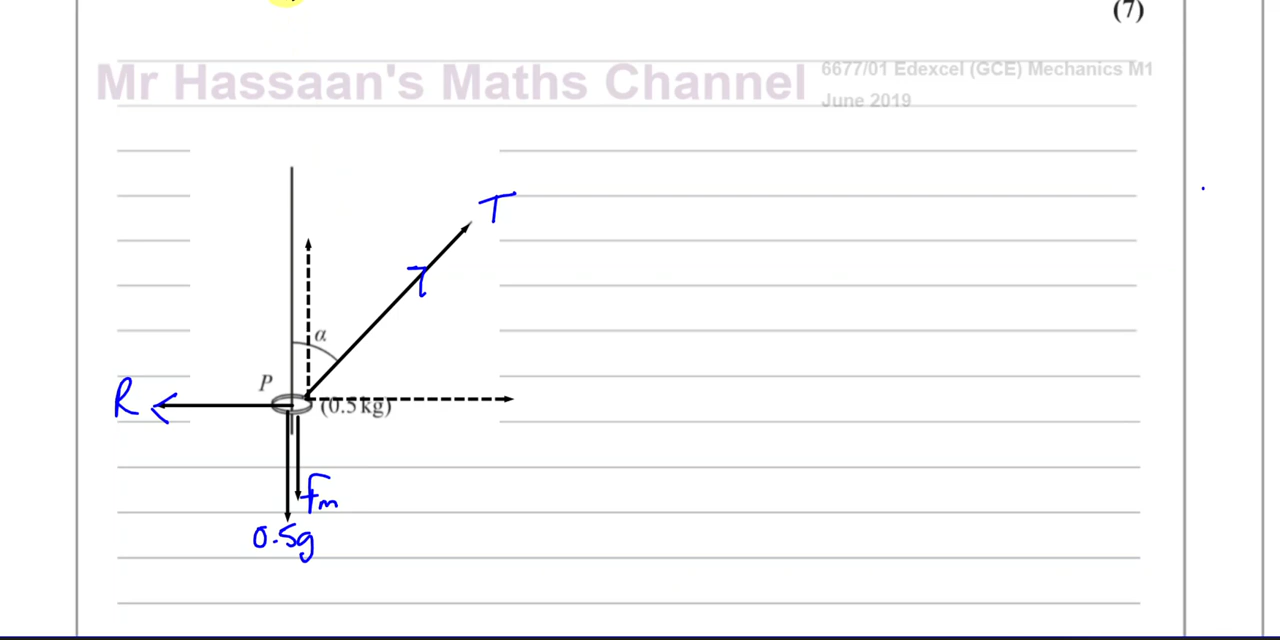 (7)
Mr Hassaan's Maths Channel
6677/01 Edexcel (GCE) Mechanics M1
June 2019
T
T
α
P
R
(0.5 kg)
Fm
0.5g